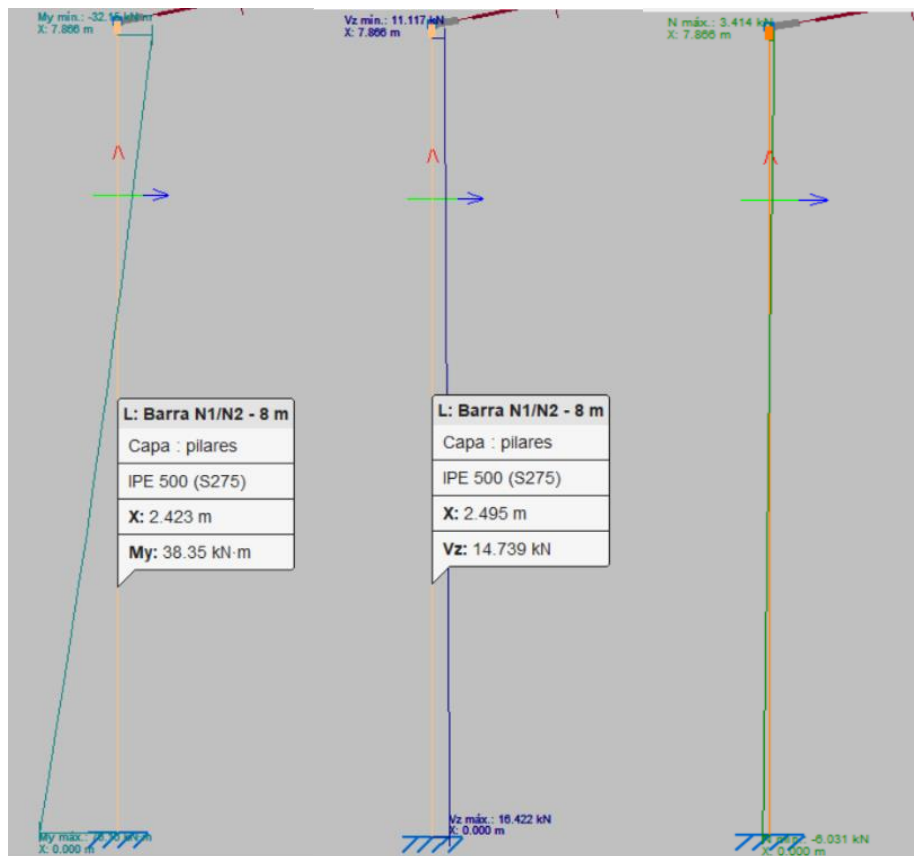 My mín.: -32.
X: 7.866 m
Vz mín.: 11.117 kN
X: 7.866 m
N máx.: 3.414 kN
X: 7.866 m
L: Barra N1/N2 - 8 m
Capa : pilares
IPE 500 (S275)
X: 2.423 m
My: 38.35 kN·m
L: Barra N1/N2 - 8 m
Capa : pilares
IPE 500 (S275)
X: 2.495 m
Vz: 14.739 kN
My máx.:
X: 0.000 m
Vz máx.: 16.422 kN
X: 0.000 m
-6.031 kN
X: 0.000 m